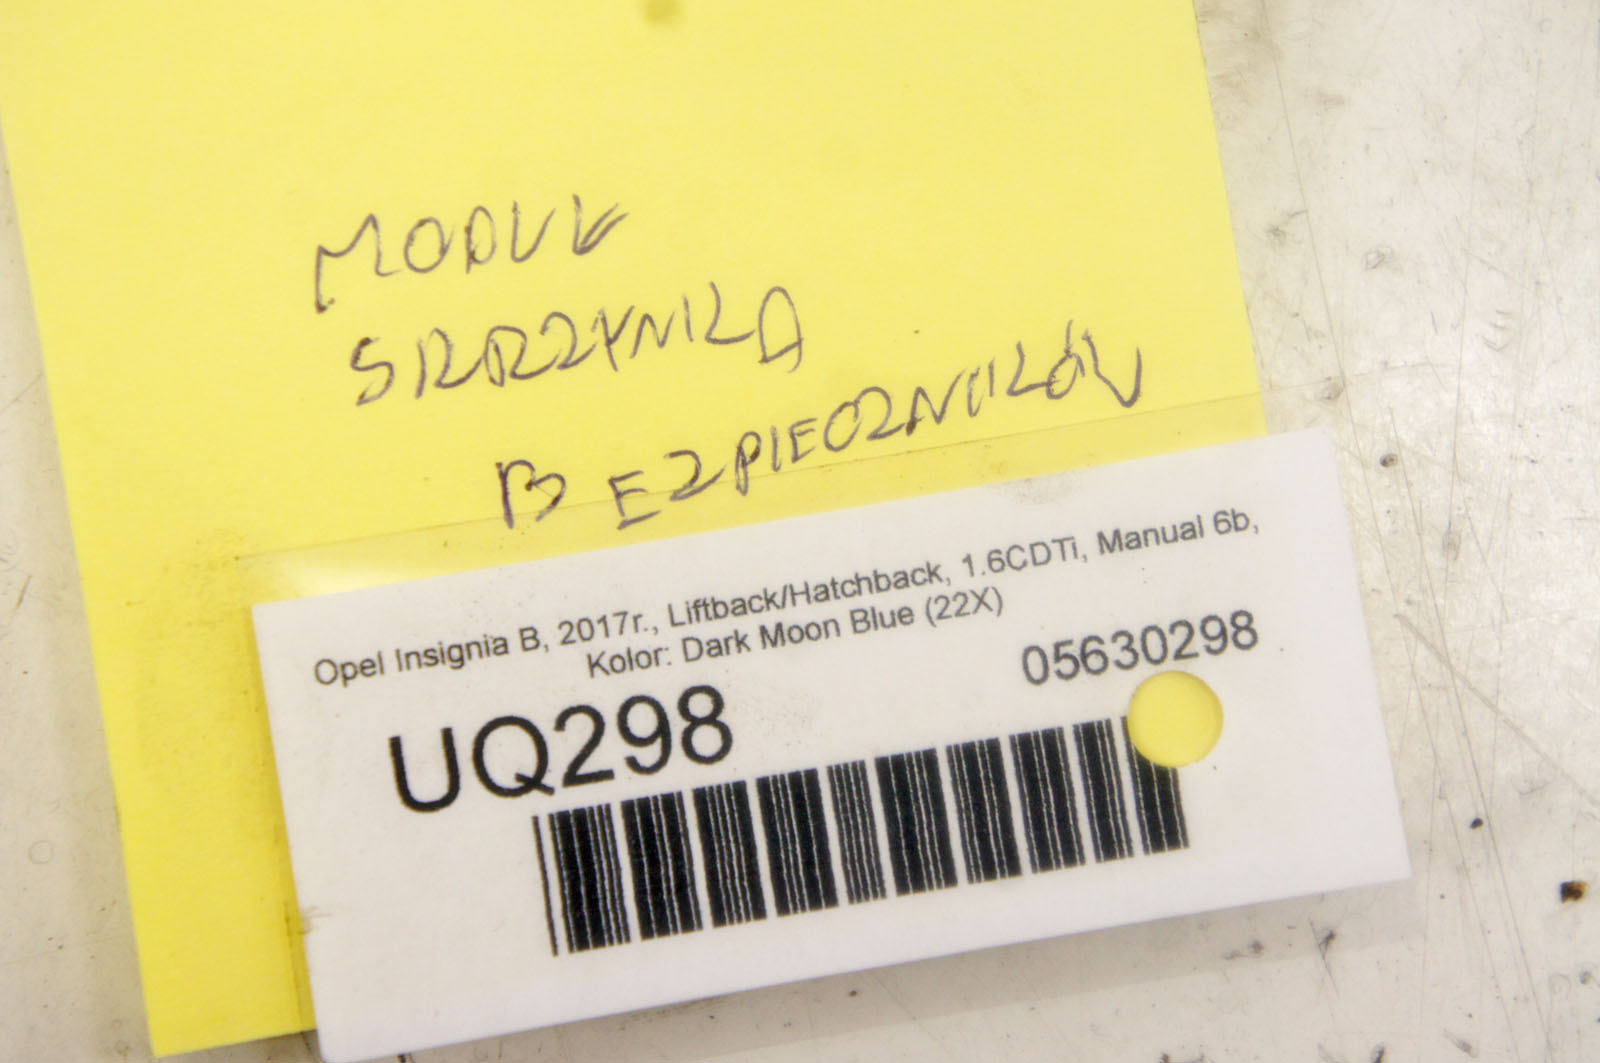 MODUŁ
SKRZYNKA
BEZPIECZNIKÓW
Opel Insignia B, 2017r., Liftback/Hatchback, 1.6CDTi, Manual 6b,
Kolor: Dark Moon Blue (22X)
05630298
UQ298